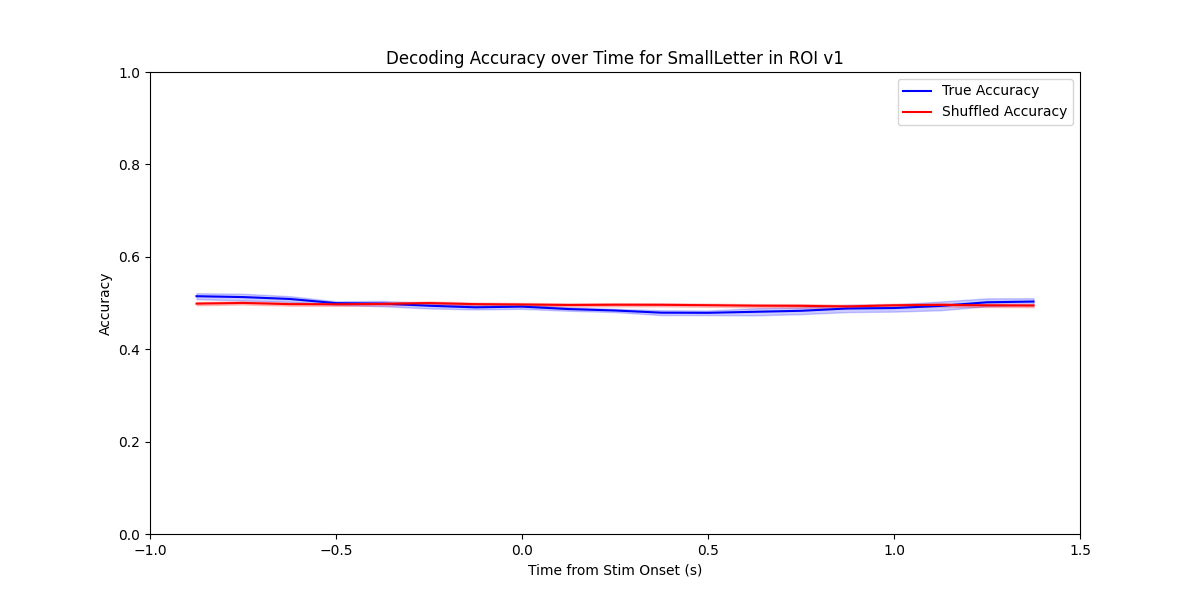 Decoding Accuracy over Time for SmallLetter in ROI v1
True Accuracy
Shuffled Accuracy
1.0
0.8
0.6
0.4
0.2
0.0
Accuracy
−1.0
−0.5
0.0
0.5
1.0
1.5
Time from Stim Onset (s)